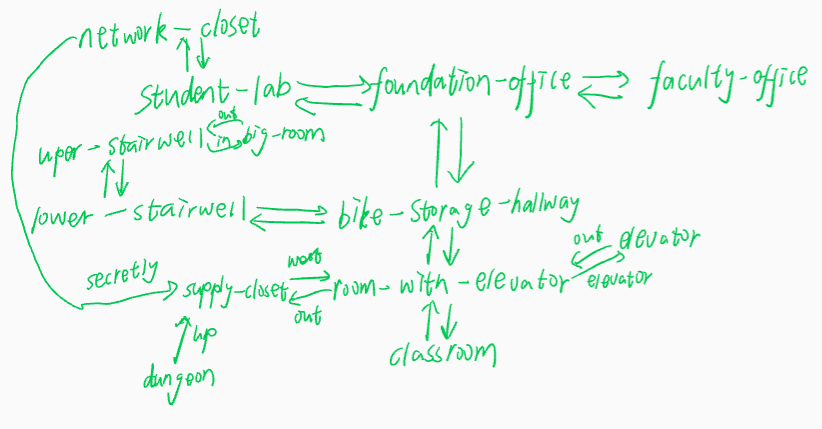 network-closet
student-lab foundation-office faculty-office
out
uper-stairwell in big-room
lower-stairwell bike-storage-hallway
out elevator
secretly supply-closet west room-with-elevator elevator
out
up
classroom
dungeon